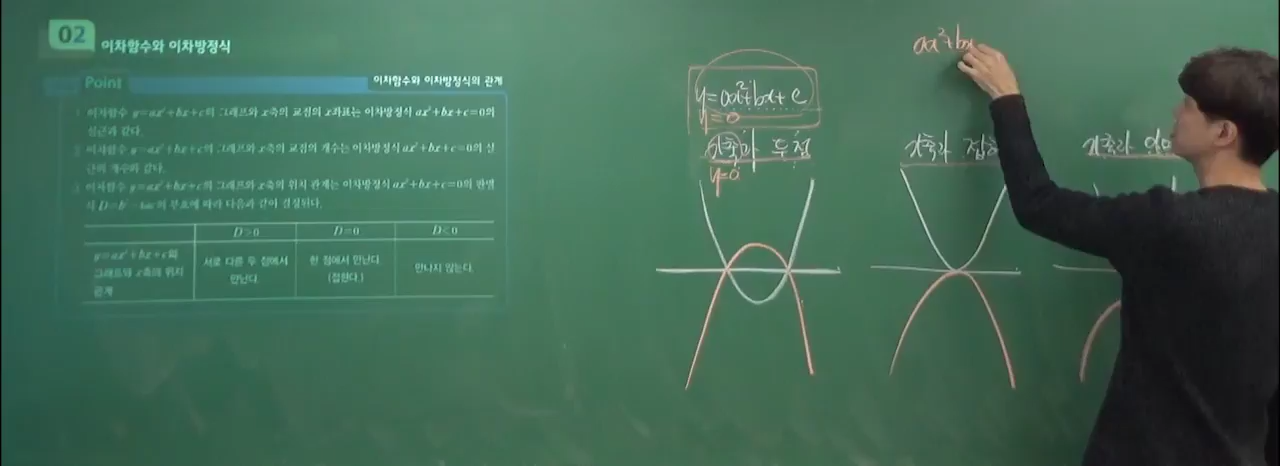 02 이차함수와 이차방정식
Point
이차함수와 이차방정식의 관계
1 이차함수 y=ax²+bx+c의 그래프와 x축의 교점의 x좌표는 이차방정식 ax²+bx+c=0의
실근과 같다.
2 이차함수 y=ax²+bx+c의 그래프와 x축의 교점의 개수는 이차방정식 ax²+bx+c=0의 실
근의 개수와 같다.
3 이차함수 y=ax²+bx+c의 그래프와 x축의 위치 관계는 이차방정식 ax²+bx+c=0의 판별
식 D=b²-4ac의 부호에 따라 다음과 같이 결정된다.
D>0 D=0 D<0
y=ax²+bx+c의
그래프와 x축의 위치
관계
서로 다른 두 점에서
만난다.
한 점에서 만난다.
(접한다.)
만나지 않는다.
y=ax²+bx+c
y=0
x축과 두점
y=0
ax²+bx
x축과 접
x축과